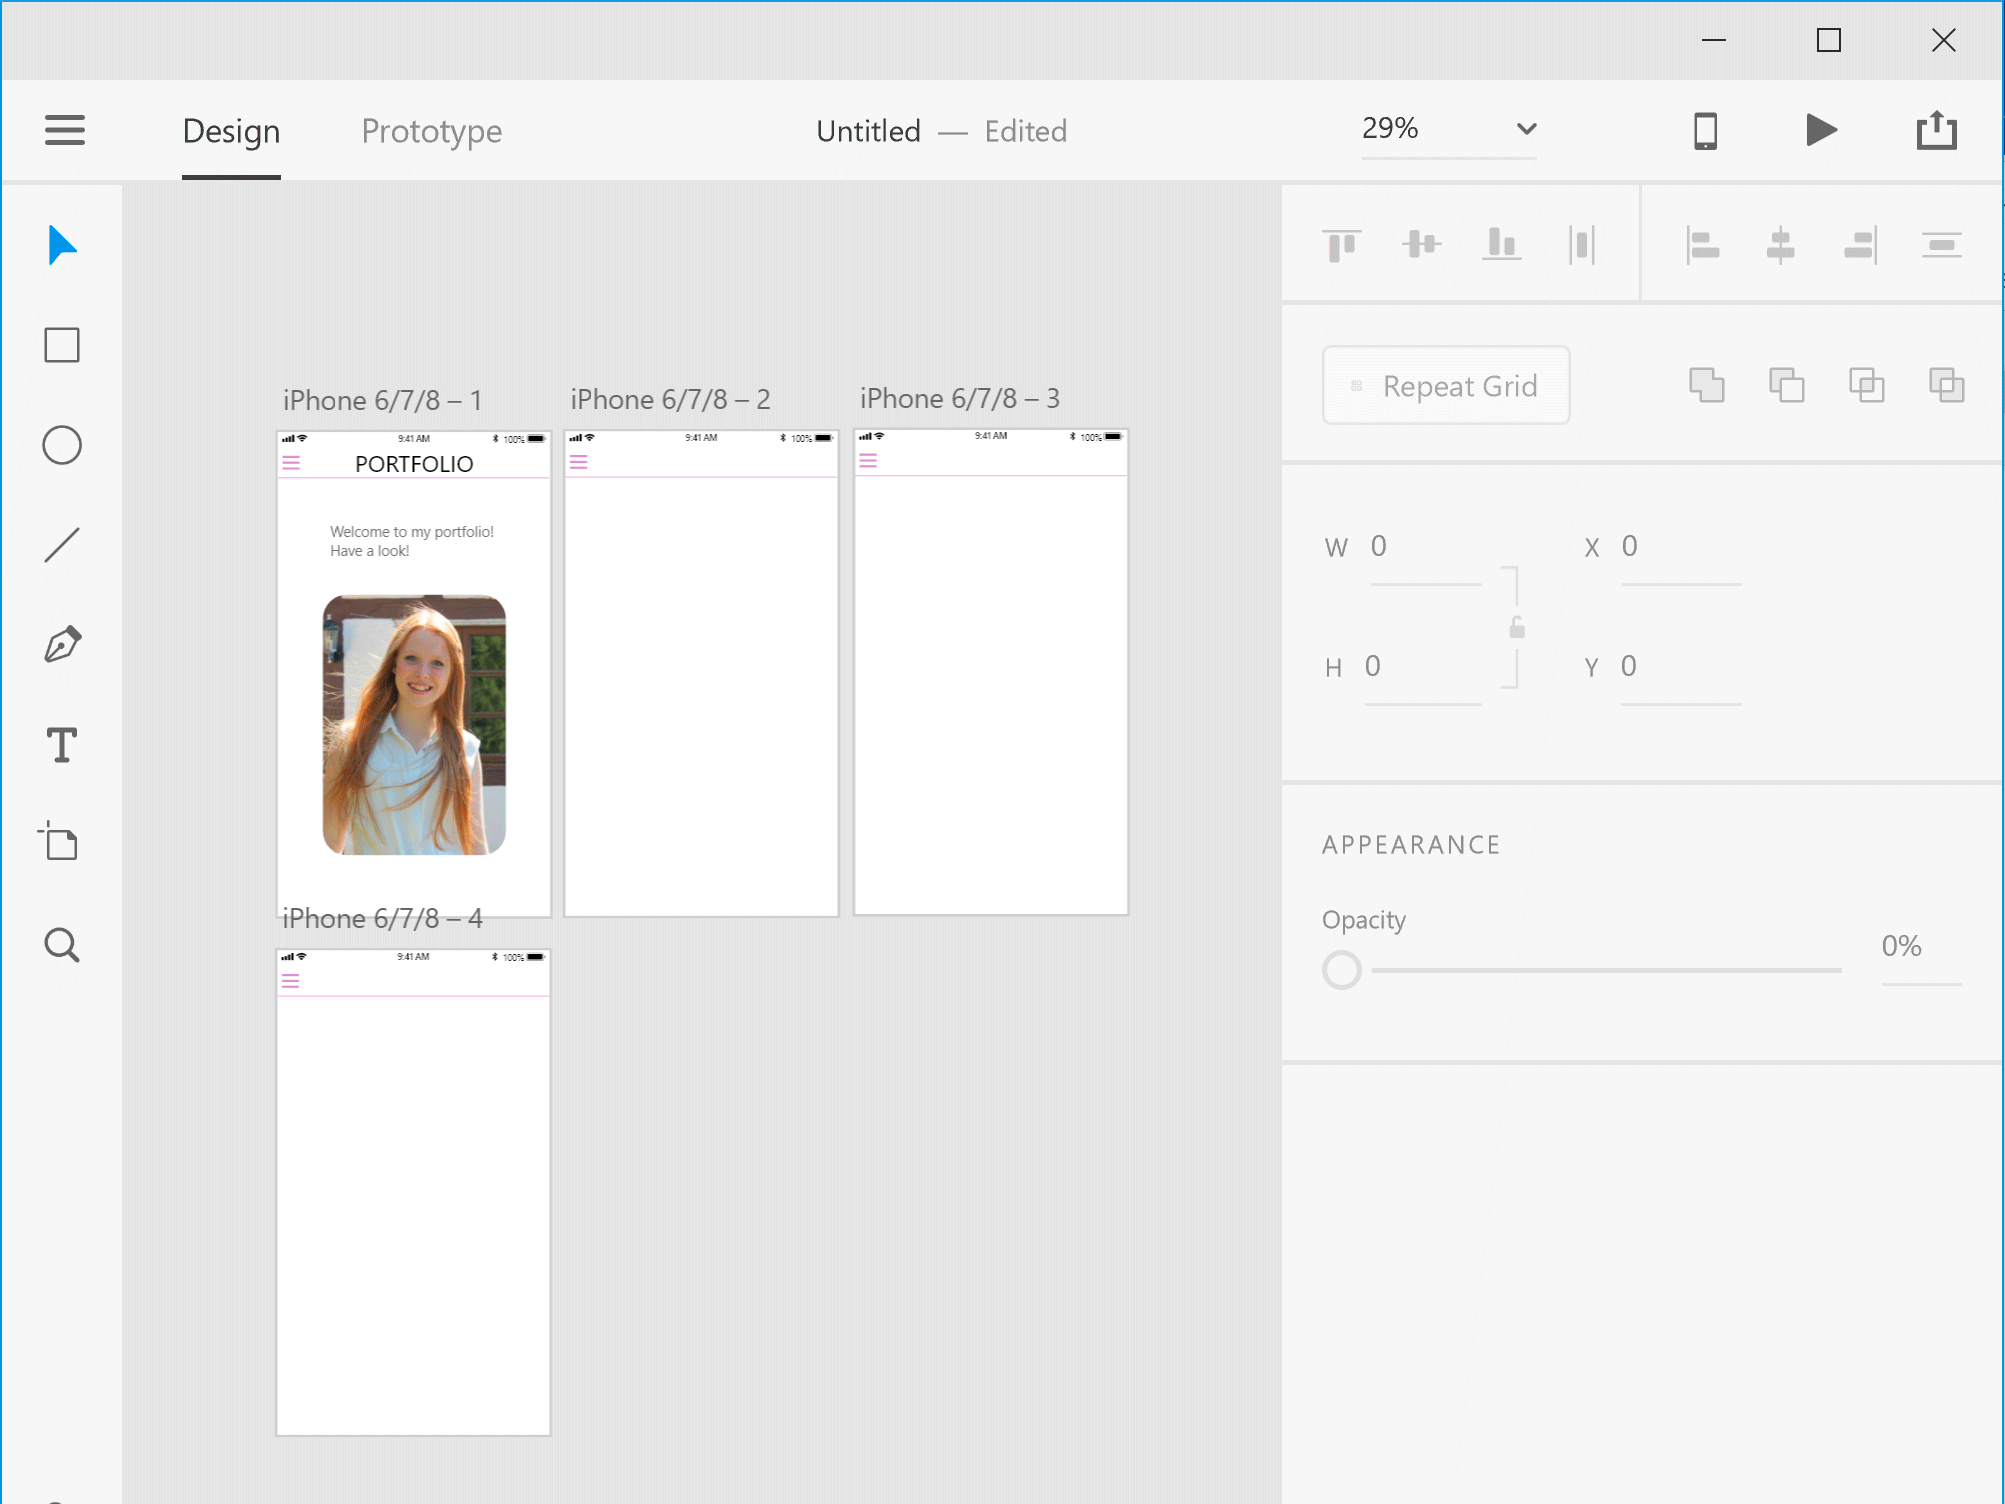 Design
Prototype
Untitled — Edited
29%
Repeat Grid
W 0
X 0
H 0
Y 0
APPEARANCE
Opacity
0%
iPhone 6/7/8 – 1
9:41 AM
100%
PORTFOLIO
Welcome to my portfolio!
Have a look!
iPhone 6/7/8 – 2
9:41 AM
100%
iPhone 6/7/8 – 3
9:41 AM
100%
iPhone 6/7/8 – 4
9:41 AM
100%